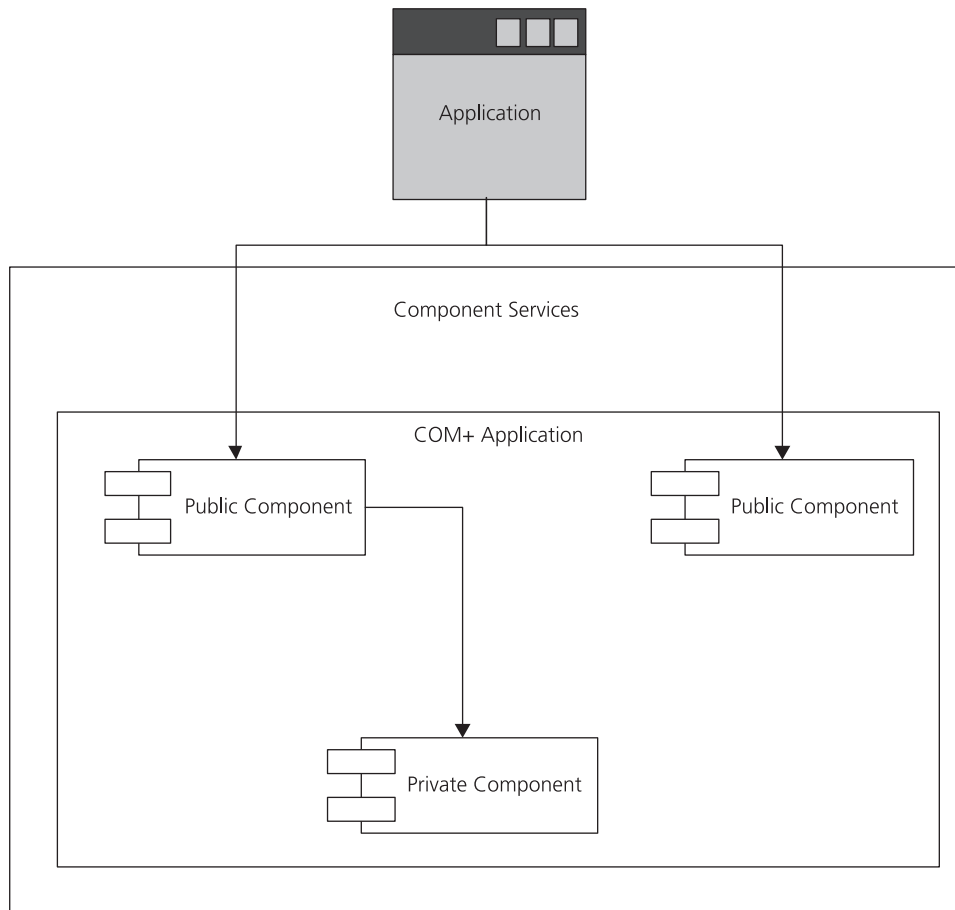 Application
Component Services
COM+ Application
Public Component
Public Component
Private Component